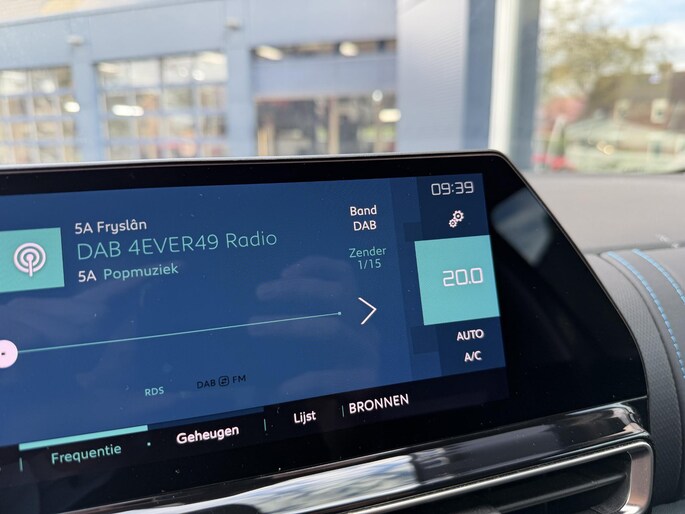 09:39
5A Fryslân
DAB 4EVER49 Radio
5A Popmuziek
Band
DAB
Zender
1/15
20.0
AUTO
A/C
RDS
DAB FM
Frequentie
Geheugen
Lijst
BRONNEN